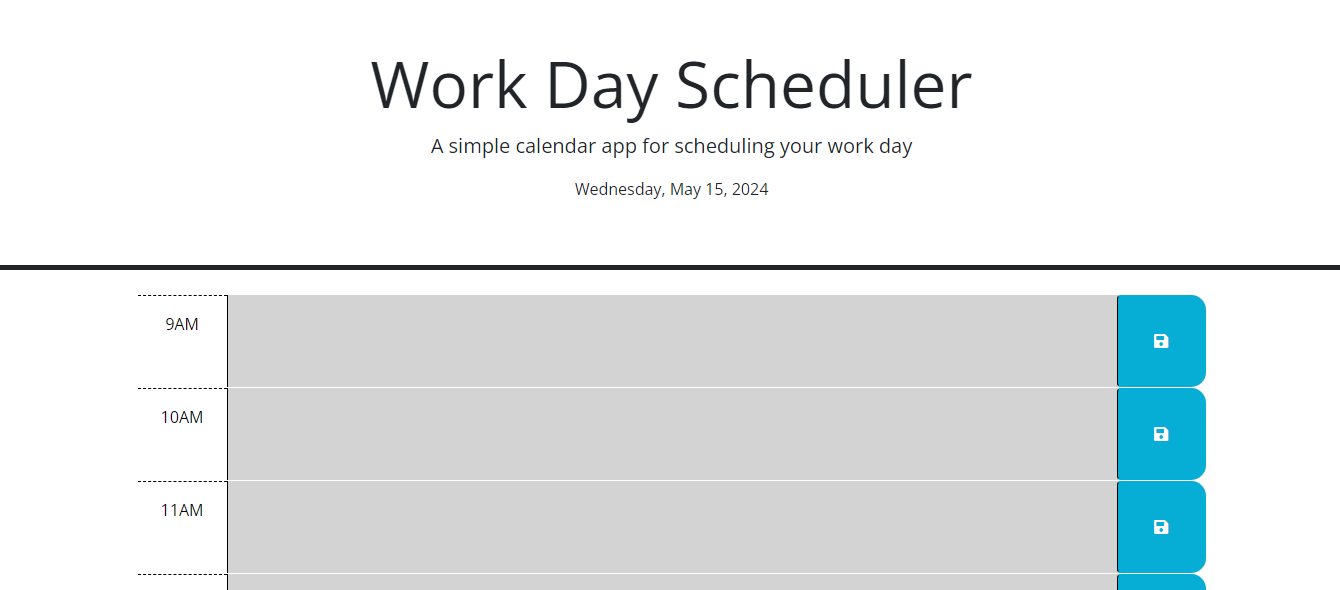 Work Day Scheduler
A simple calendar app for scheduling your work day
Wednesday, May 15, 2024
9AM
10AM
11AM